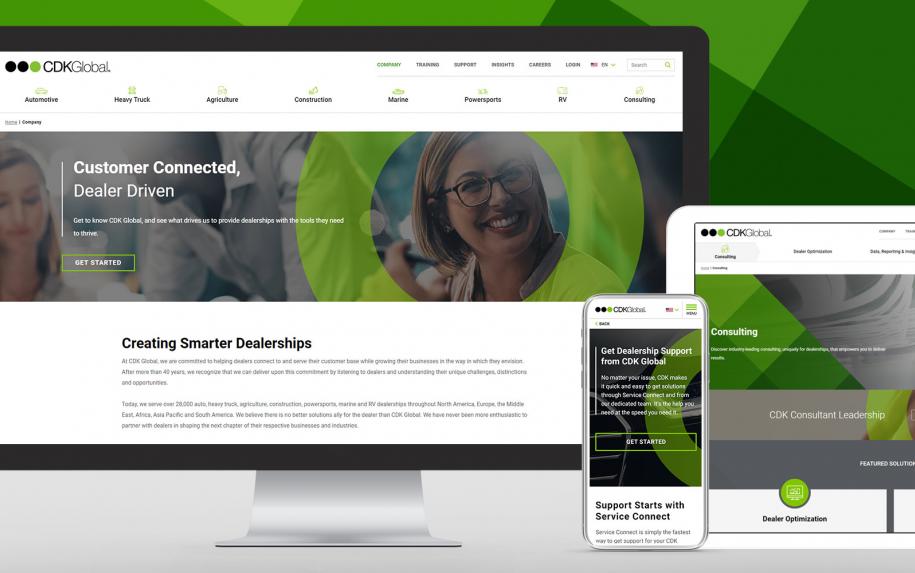 CDKGlobal.
COMPANY TRAINING SUPPORT INSIGHTS CAREERS LOGIN EN Search
Automotive Heavy Truck Agriculture Construction Marine Powersports RV Consulting
Home | Company
Customer Connected,
Dealer Driven
Get to know CDK Global, and see what drives us to provide dealerships with the tools they need
to thrive.
GET STARTED
Creating Smarter Dealerships
At CDK Global, we are committed to helping dealers connect to and serve their customer base while growing their businesses in the way in which they envision.
After more than 40 years, we recognize that we can deliver upon this commitment by listening to dealers and understanding their unique challenges, distinctions
and opportunities.
Today, we serve over 28,000 auto, heavy truck, agriculture, construction, powersports, marine and RV dealerships throughout North America, Europe, the Middle
East, Africa, Asia Pacific and South America. We believe there is no better solutions ally for the dealer than CDK Global. We have never been more enthusiastic to
partner with dealers in shaping the next chapter of their respective businesses and industries.
CDKGlobal.
MENU
BACK
Get Dealership Support
from CDK Global
No matter your issue, CDK makes
it quick and easy to get solutions
through Service Connect and from
our dedicated team. It's the help you
need at the speed you need it.
GET STARTED
Support Starts with
Service Connect
Service Connect is simply the fastest
way to get support for your CDK
CDKGlobal.
COMPANY TRAIN
Consulting Dealer Optimization Data, Reporting & Insig
Home | Consulting
Consulting
Discover industry-leading consulting, uniquely for dealerships, that empowers you to deliver
results.
CDK Consultant Leadership
FEATURED SOLUTION
Dealer Optimization